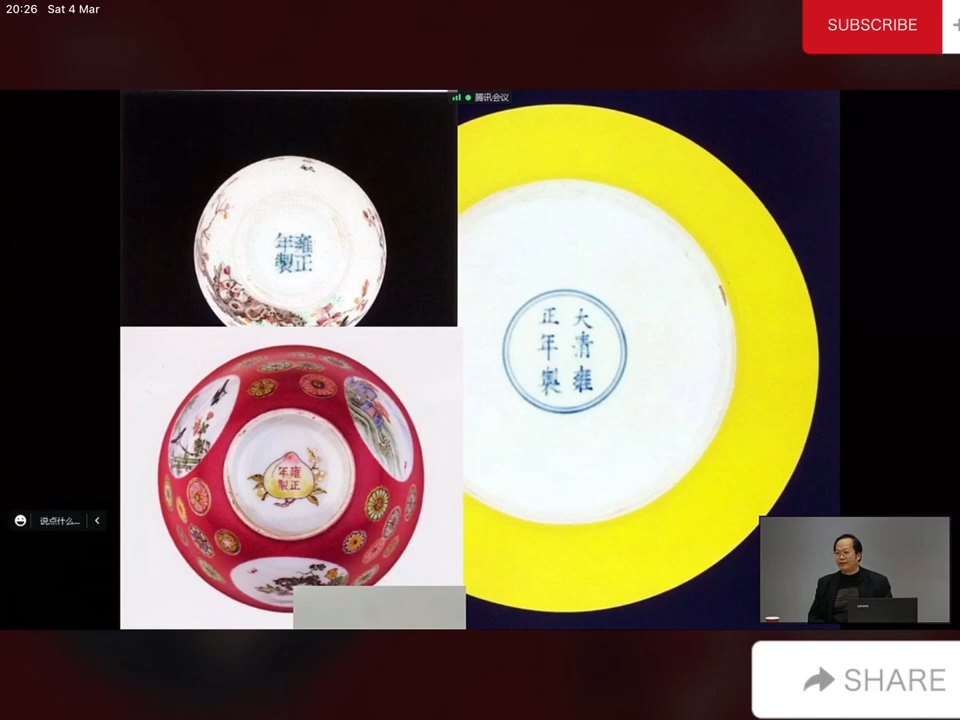 20:26 Sat 4 Mar
SUBSCRIBE
腾讯会议
雍正
年製
大清雍
正年製
雍正
年製
说点什么...
Lenovo
SHARE